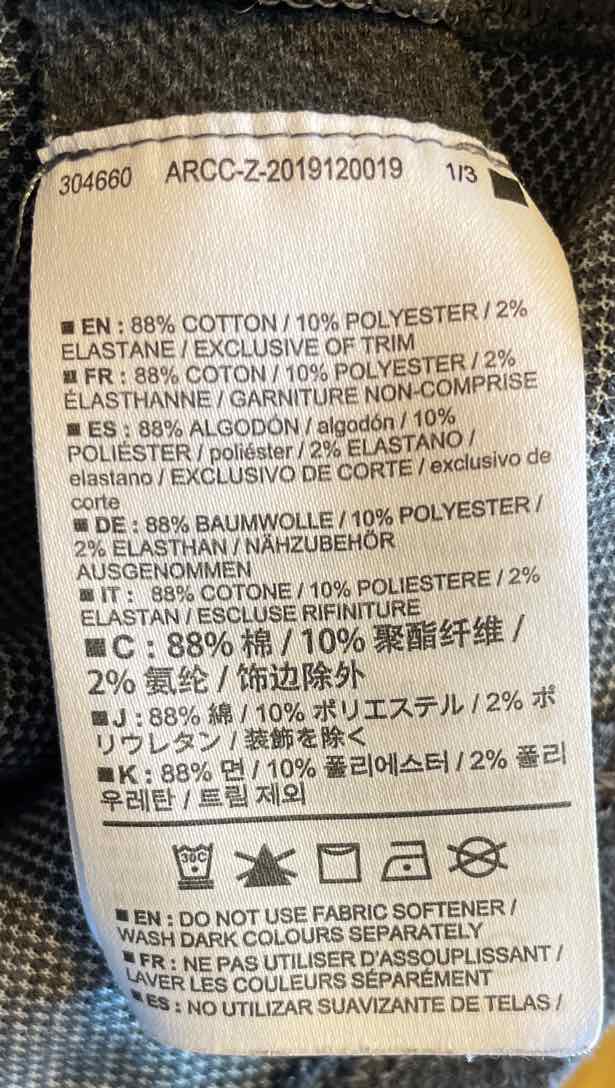 304660 ARCC-Z-2019120019 1/3
EN : 88% COTTON / 10% POLYESTER / 2%
ELASTANE / EXCLUSIVE OF TRIM
FR : 88% COTON / 10% POLYESTER / 2%
ÉLASTHANNE / GARNITURE NON-COMPRISE
ES : 88% ALGODÓN / algodón / 10%
POLIÉSTER / poliéster / 2% ELASTANO /
elastano / EXCLUSIVO DE CORTE / exclusivo de
corte
DE : 88% BAUMWOLLE / 10% POLYESTER /
2% ELASTHAN / NÄHZUBEHÖR
AUSGENOMMEN
IT : 88% COTONE / 10% POLIESTERE / 2%
ELASTAN / ESCLUSE RIFINITURE
C : 88% 棉 / 10% 聚酯纤维 /
2% 氨纶 / 饰边除外
J : 88% 綿 / 10% ポリエステル / 2% ポ
リウレタン / 装飾を除く
K : 88% 면 / 10% 폴리에스터 / 2% 폴리
우레탄 / 트림 제외
30C
EN : DO NOT USE FABRIC SOFTENER /
WASH DARK COLOURS SEPARATELY
FR : NE PAS UTILISER D'ASSOUPLISSANT /
LAVER LES COULEURS SÉPARÉMENT
ES : NO UTILIZAR SUAVIZANTE DE TELAS /